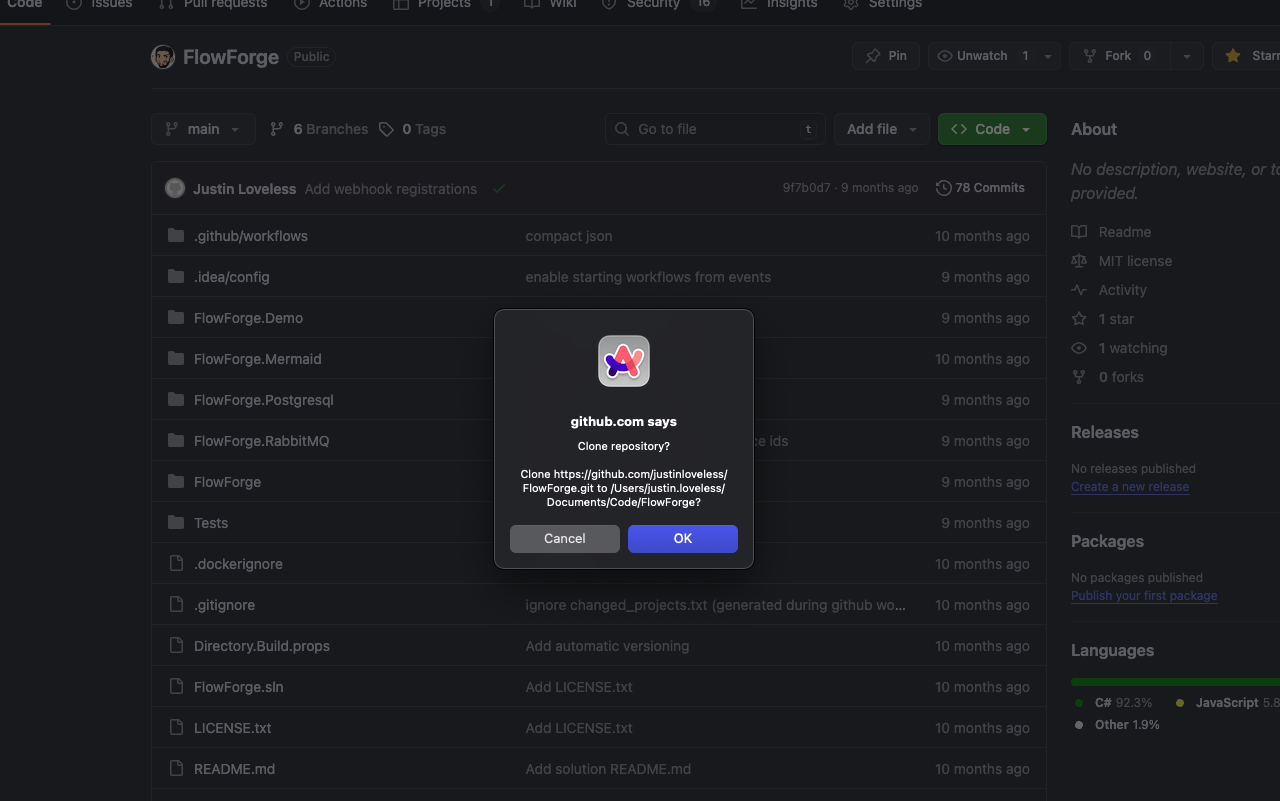 Code Issues Pull requests Actions Projects 1 Wiki Security 16 Insights Settings
FlowForge Public Pin Unwatch 1 Fork 0 Starr
main 6 Branches 0 Tags Go to file t Add file Code
Justin Loveless Add webhook registrations 9f7b0d7 · 9 months ago 78 Commits
.github/workflows compact json 10 months ago
.idea/config enable starting workflows from events 9 months ago
FlowForge.Demo 9 months ago
FlowForge.Mermaid 10 months ago
FlowForge.Postgresql 9 months ago
FlowForge.RabbitMQ ids 9 months ago
FlowForge 9 months ago
Tests 9 months ago
.dockerignore 10 months ago
.gitignore ignore changed_projects.txt (generated during github wo... 10 months ago
Directory.Build.props Add automatic versioning 10 months ago
FlowForge.sln Add LICENSE.txt 10 months ago
LICENSE.txt Add LICENSE.txt 10 months ago
README.md Add solution README.md 10 months ago
github.com says
Clone repository?
Clone https://github.com/justinloveless/
FlowForge.git to /Users/justin.loveless/
Documents/Code/FlowForge?
Cancel OK
About
No description, website, or to
provided.
Readme
MIT license
Activity
1 star
1 watching
0 forks
Releases
No releases published
Create a new release
Packages
No packages published
Publish your first package
Languages
C# 92.3% JavaScript 5.8
Other 1.9%